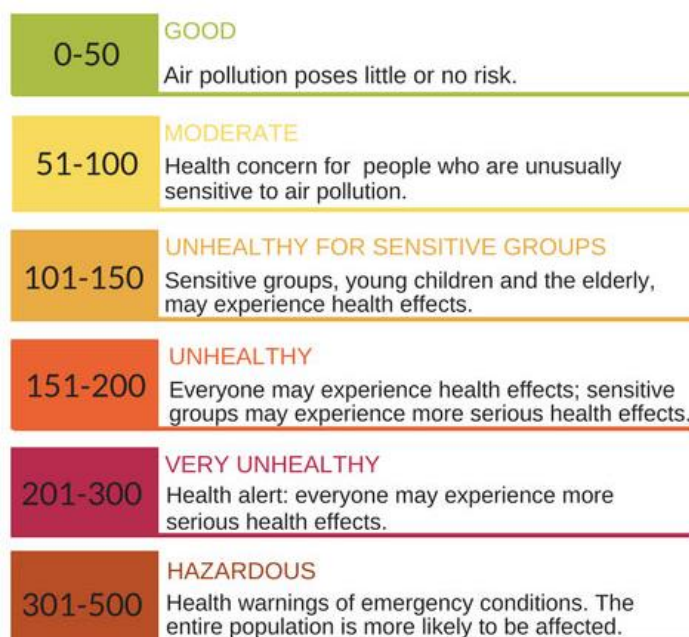 0-50
GOOD
Air pollution poses little or no risk.
51-100
MODERATE
Health concern for people who are unusually
sensitive to air pollution.
101-150
UNHEALTHY FOR SENSITIVE GROUPS
Sensitive groups, young children and the elderly,
may experience health effects.
151-200
UNHEALTHY
Everyone may experience health effects; sensitive
groups may experience more serious health effects.
201-300
VERY UNHEALTHY
Health alert: everyone may experience more
serious health effects.
301-500
HAZARDOUS
Health warnings of emergency conditions. The
entire population is more likely to be affected.